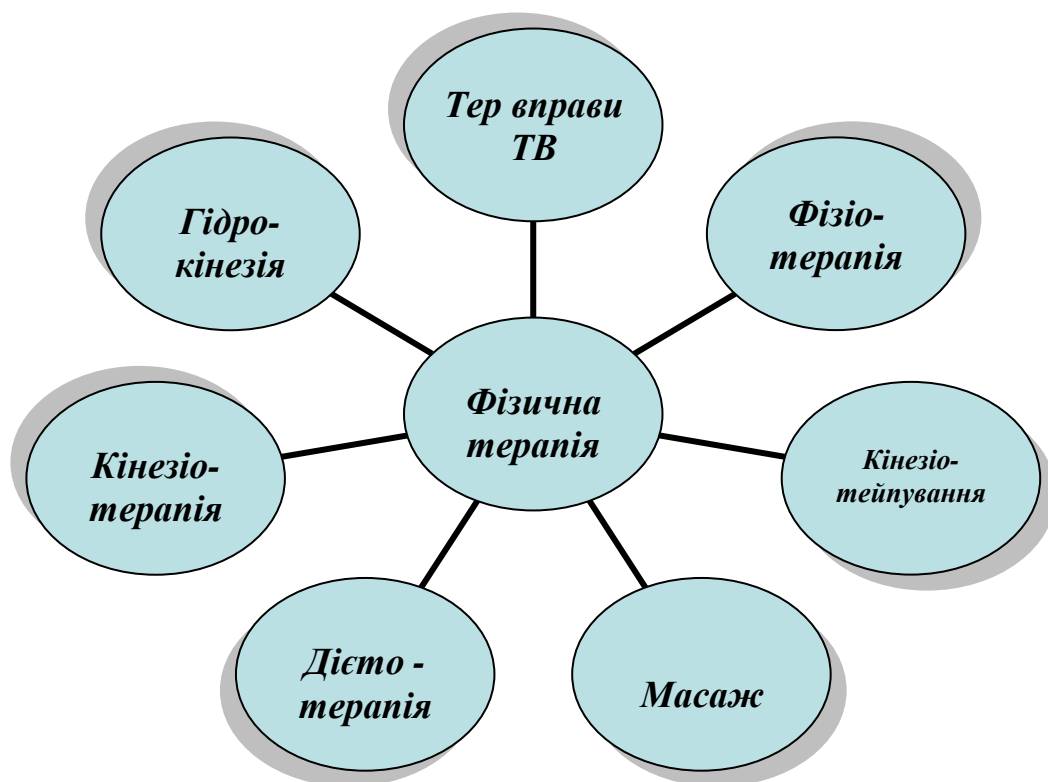 Тер вправи
ТВ
Фізіо-
терапія
Кінезіо-
тейпування
Масаж
Дієто -
терапія
Кінезіо-
терапія
Гідро-
кінезія
Фізична
терапія